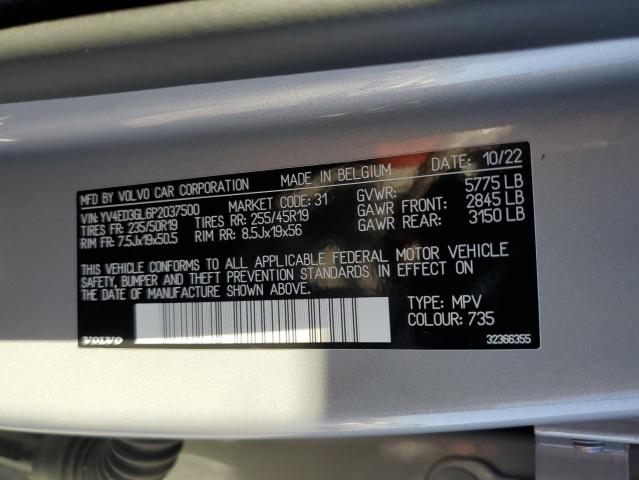 MFD BY VOLVO CAR CORPORATION MADE IN BELGIUM DATE: 10/22
VIN: YV4ED3GL6P2037500 MARKET CODE: 31 GVWR: 5775 LB
TIRES FR: 235/50R19 TIRES RR: 255/45R19 GAWR FRONT: 2845 LB
RIM FR: 7.5Jx19x50.5 8.5Jx19x56 GAWR REAR: 3150 LB
THIS VEHICLE CONFORMS TO ALL APPLICABLE FEDERAL MOTOR VEHICLE
SAFETY, BUMPER AND THEFT PREVENTION STANDARDS IN EFFECT ON
THE DATE OF MANUFACTURE SHOWN ABOVE.
TYPE: MPV
COLOUR: 735
VOLVO 32366355